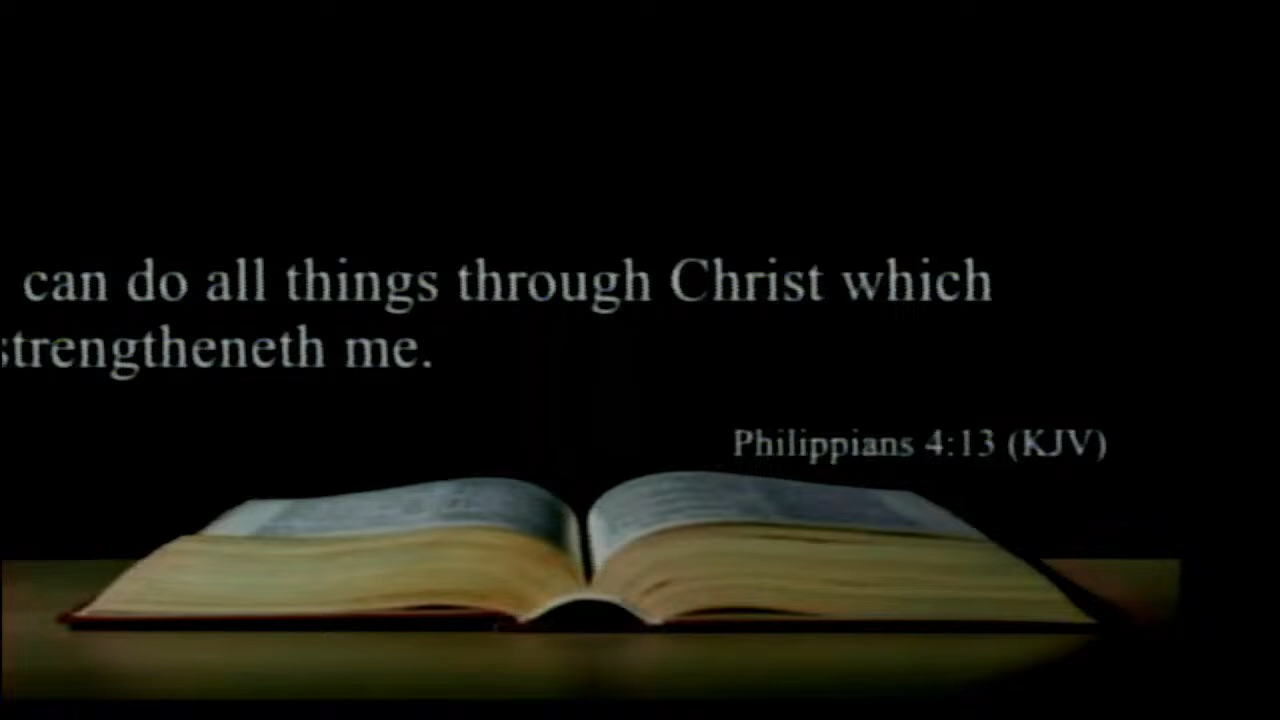 can do all things through Christ which
strengtheneth me.
Philippians 4:13 (KJV)